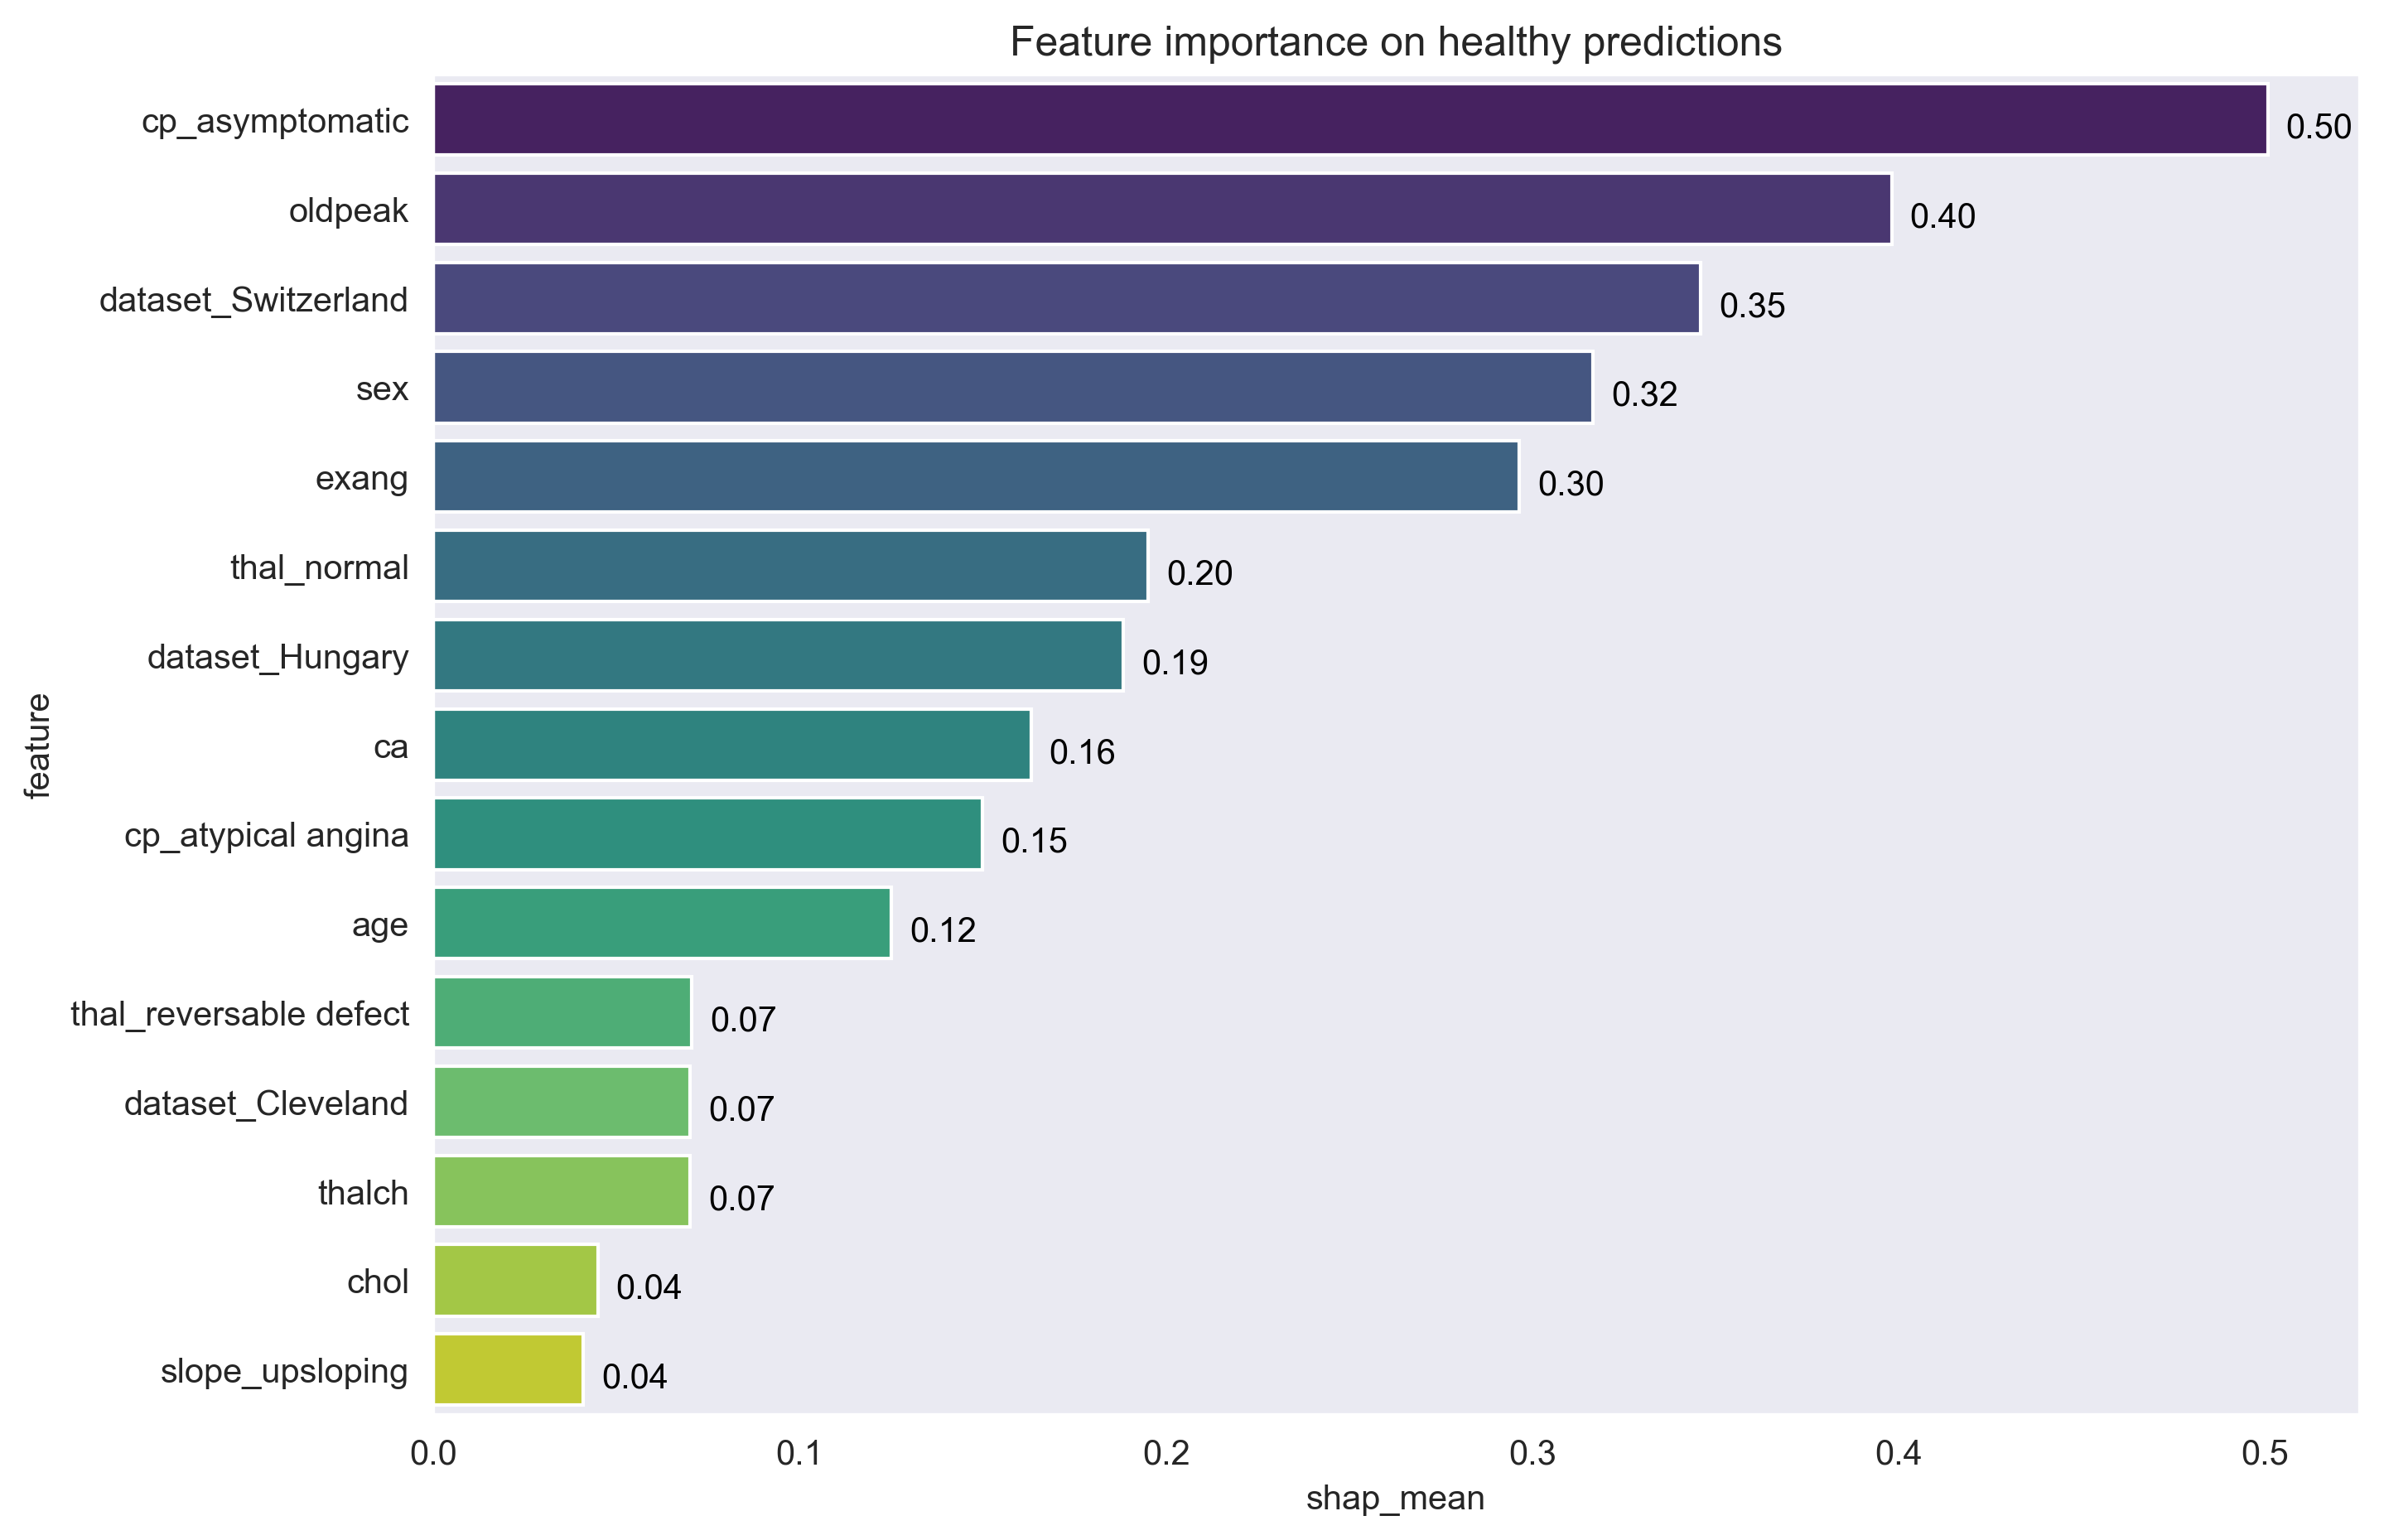 Feature importance on healthy predictions
cp_asymptomatic 0.50
oldpeak 0.40
dataset_Switzerland 0.35
sex 0.32
exang 0.30
thal_normal 0.20
dataset_Hungary 0.19
ca 0.16
cp_atypical angina 0.15
age 0.12
thal_reversable defect 0.07
dataset_Cleveland 0.07
thalch 0.07
chol 0.04
slope_upsloping 0.04
feature
0.0 0.1 0.2 0.3 0.4 0.5
shap_mean